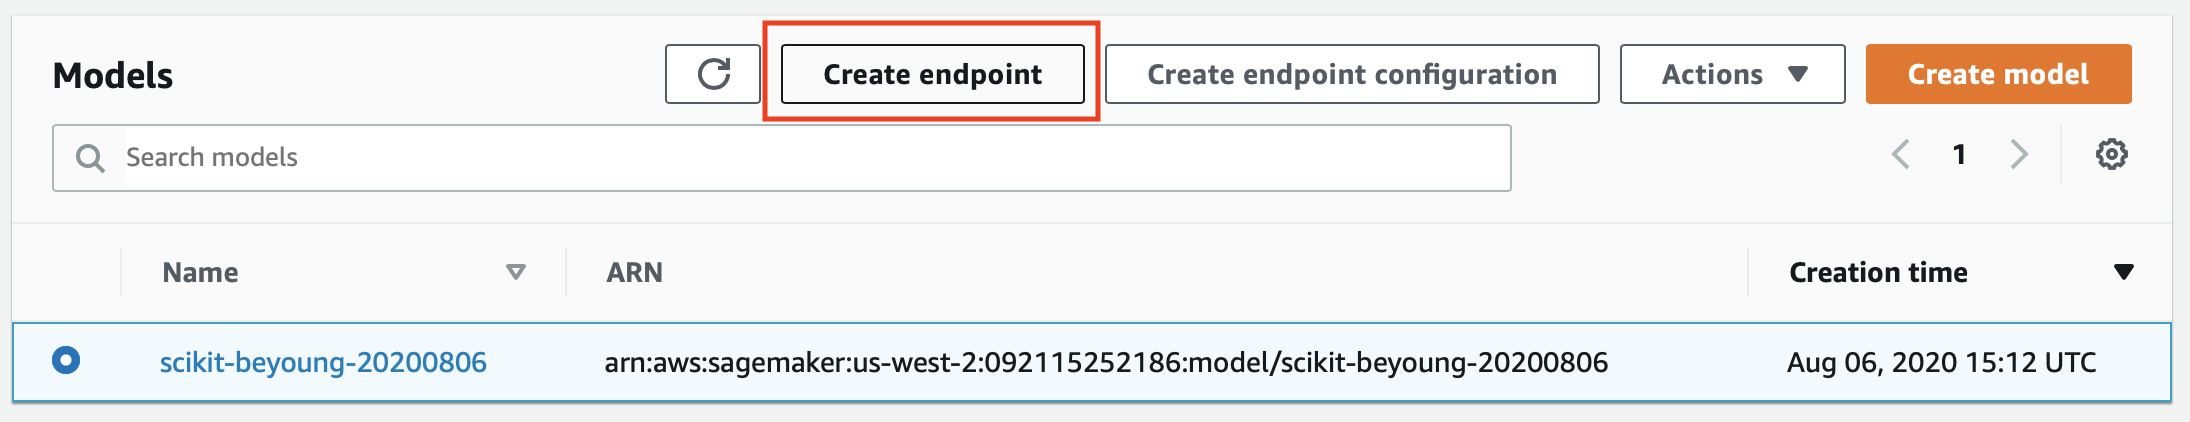 Models
Create endpoint
Create endpoint configuration
Actions
Create model
Search models
1
Name
ARN
Creation time
scikit-beyoung-20200806
arn:aws:sagemaker:us-west-2:092115252186:model/scikit-beyoung-20200806
Aug 06, 2020 15:12 UTC